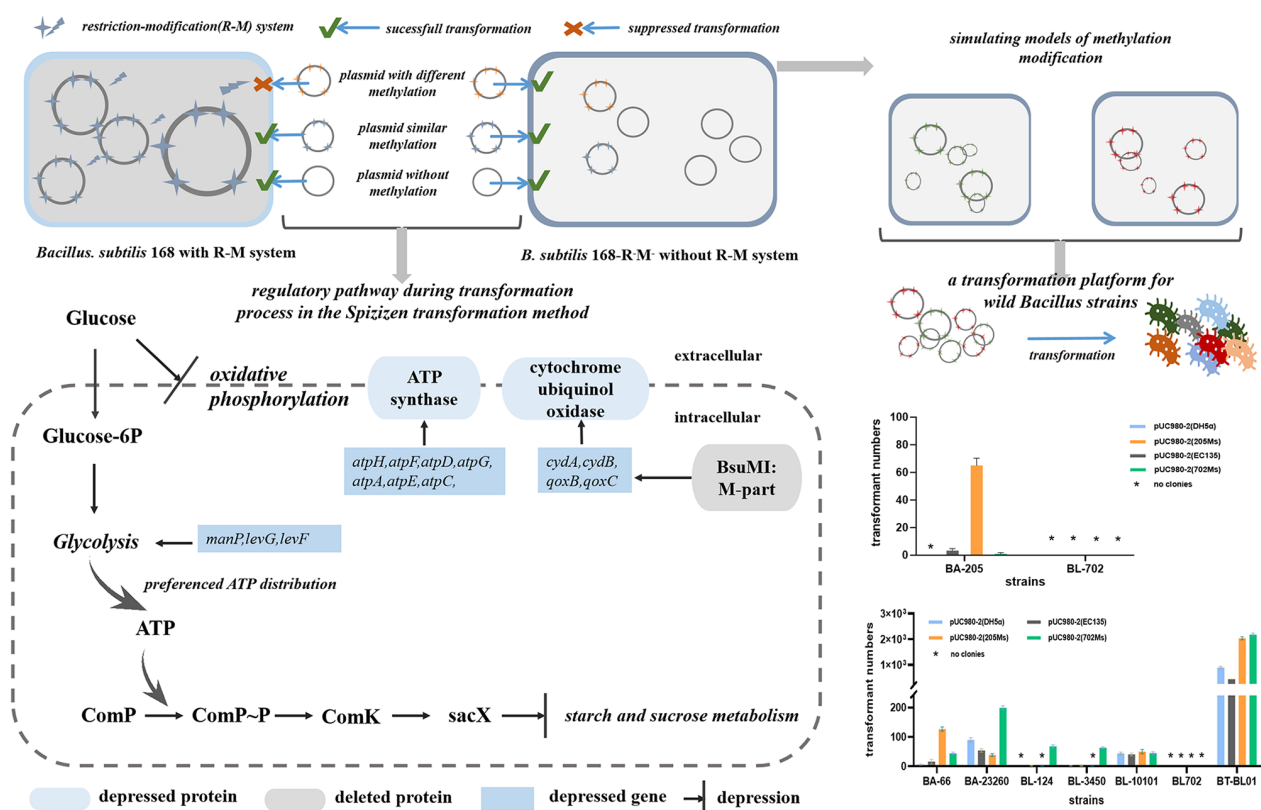 restriction-modification(R-M) system
sucessfull transformation
suppressed transformation
plasmid with different
methylation
plasmid similar
methylation
plasmid without
methylation
Bacillus. subtilis 168 with R-M system
B. subtilis 168-R-M- without R-M system
simulating models of methylation
modification
a transformation platform for
wild Bacillus strains
transformation
regulatory pathway during transformation
process in the Spizizen transformation method
Glucose
oxidative
phosphorylation
ATP
synthase
cytochrome
ubiquinol
oxidase
extracellular
intracellular
Glucose-6P
atpH,atpF,atpD,atpG,
atpA,atpE,atpC,
cydA,cydB,
qoxB,qoxC
BsuMI:
M-part
Glycolysis
manP,levG,levF
preferenced ATP distribution
ATP
ComP
ComP~P
ComK
sacX
starch and sucrose metabolism
depressed protein
deleted protein
depressed gene
depression
transformant numbers
100
80
60
40
20
0
pUC980-2(DH5α)
pUC980-2(205Ms)
pUC980-2(EC135)
pUC980-2(702Ms)
* no clonies
* * * * *
BA-205
BL-702
strains
transformant numbers
3×10³
2×10³
1×10³
200
100
0
pUC980-2(DH5α)
pUC980-2(EC135)
pUC980-2(205Ms)
pUC980-2(702Ms)
* no clonies
* * * * * * *
BA-66
BA-23260
BL-124
BL-3450
BL-10101
BL702
BT-BL01
strains